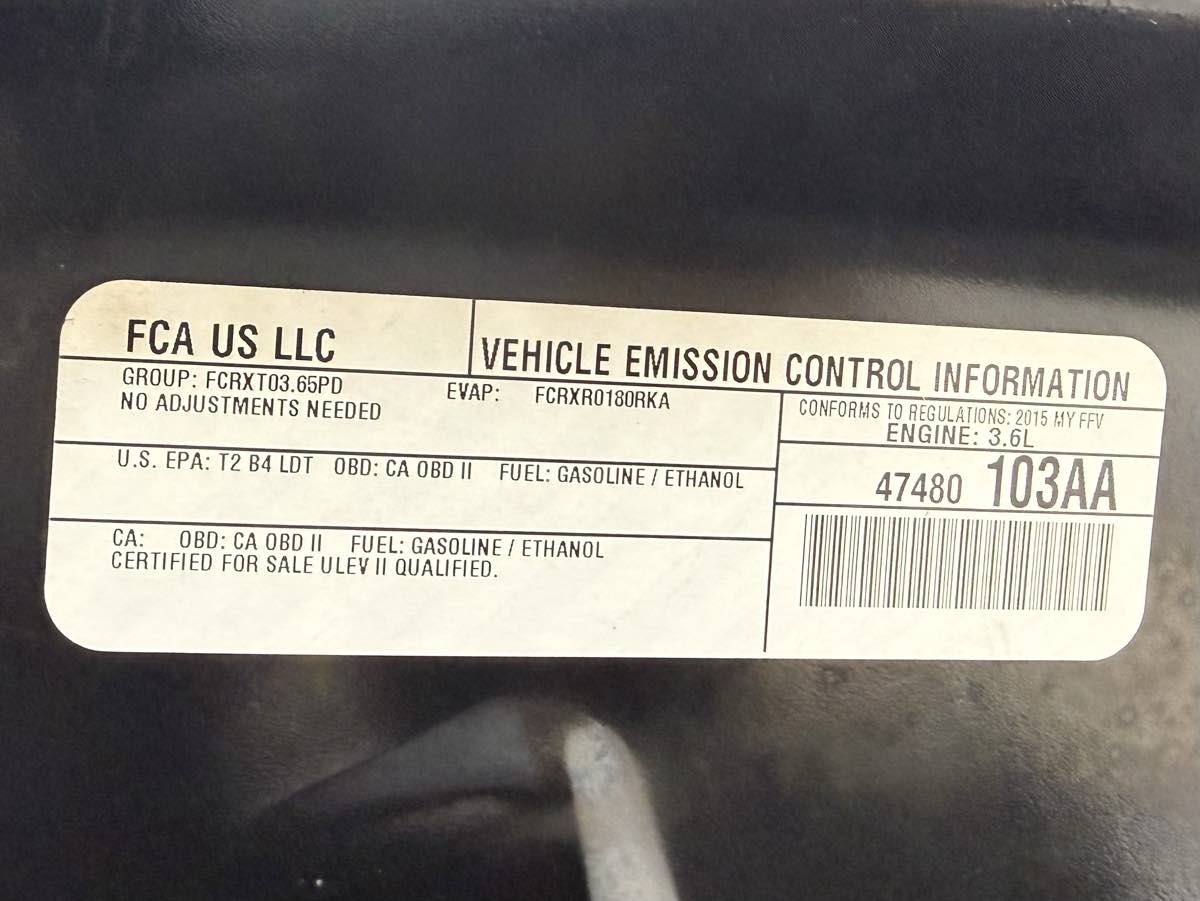 FCA US LLC
VEHICLE EMISSION CONTROL INFORMATION
GROUP: FCRXT03.65PD EVAP: FCRXR0180RKA
NO ADJUSTMENTS NEEDED
CONFORMS TO REGULATIONS: 2015 MY FFV
ENGINE: 3.6L
U.S. EPA: T2 B4 LDT OBD: CA OBD II FUEL: GASOLINE / ETHANOL
47480 103AA
CA: OBD: CA OBD II FUEL: GASOLINE / ETHANOL
CERTIFIED FOR SALE ULEV II QUALIFIED.